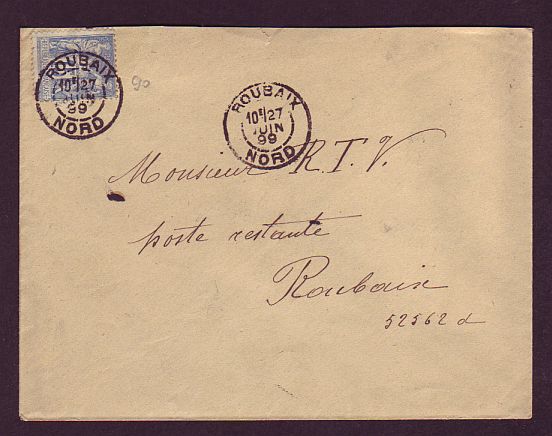 ROUBAIX
10E/27
JUIN
99
NORD
90
ROUBAIX
10E/27
JUIN
99
NORD
Monsieur R. T. V.
poste restante
Roubaix
52562 d